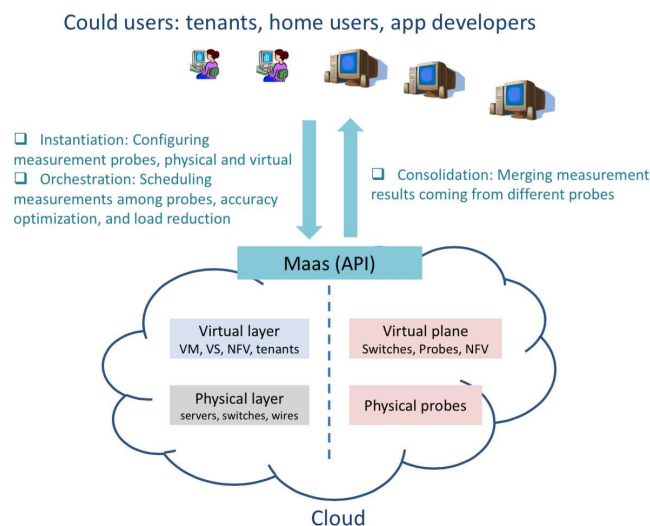 Could users: tenants, home users, app developers
❑ Instantiation: Configuring
measurement probes, physical and virtual
❑ Orchestration: Scheduling
measurements among probes, accuracy
optimization, and load reduction
❑ Consolidation: Merging measurement
results coming from different probes
Maas (API)
Virtual layer
VM, VS, NFV, tenants
Virtual plane
Switches, Probes, NFV
Physical layer
servers, switches, wires
Physical probes
Cloud